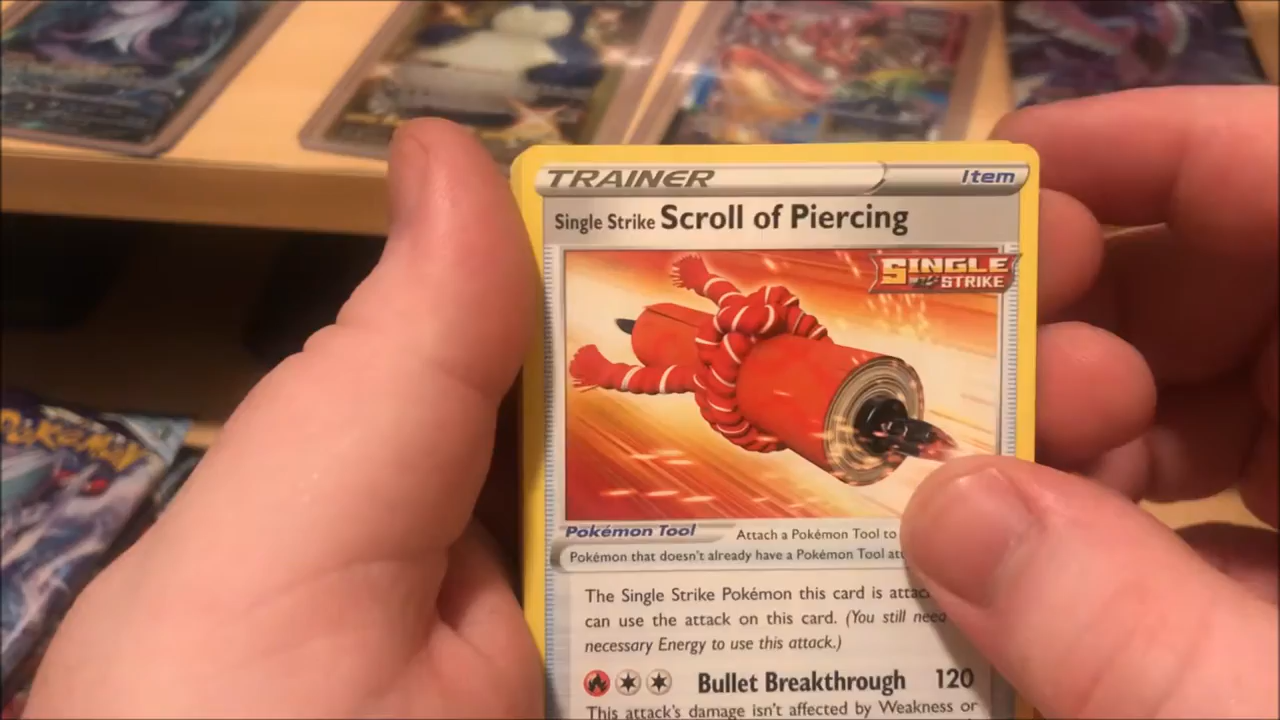 TRAINER
Item
Single Strike Scroll of Piercing
SINGLE
STRIKE
Pokémon Tool
Attach a Pokémon Tool to
Pokémon that doesn't already have a Pokémon Tool
The Single Strike Pokémon this card is
can use the attack on this card. (You still need
necessary Energy to use this attack.)
Bullet Breakthrough 120
This attack's damage isn't affected by Weakness or
POKÉMON